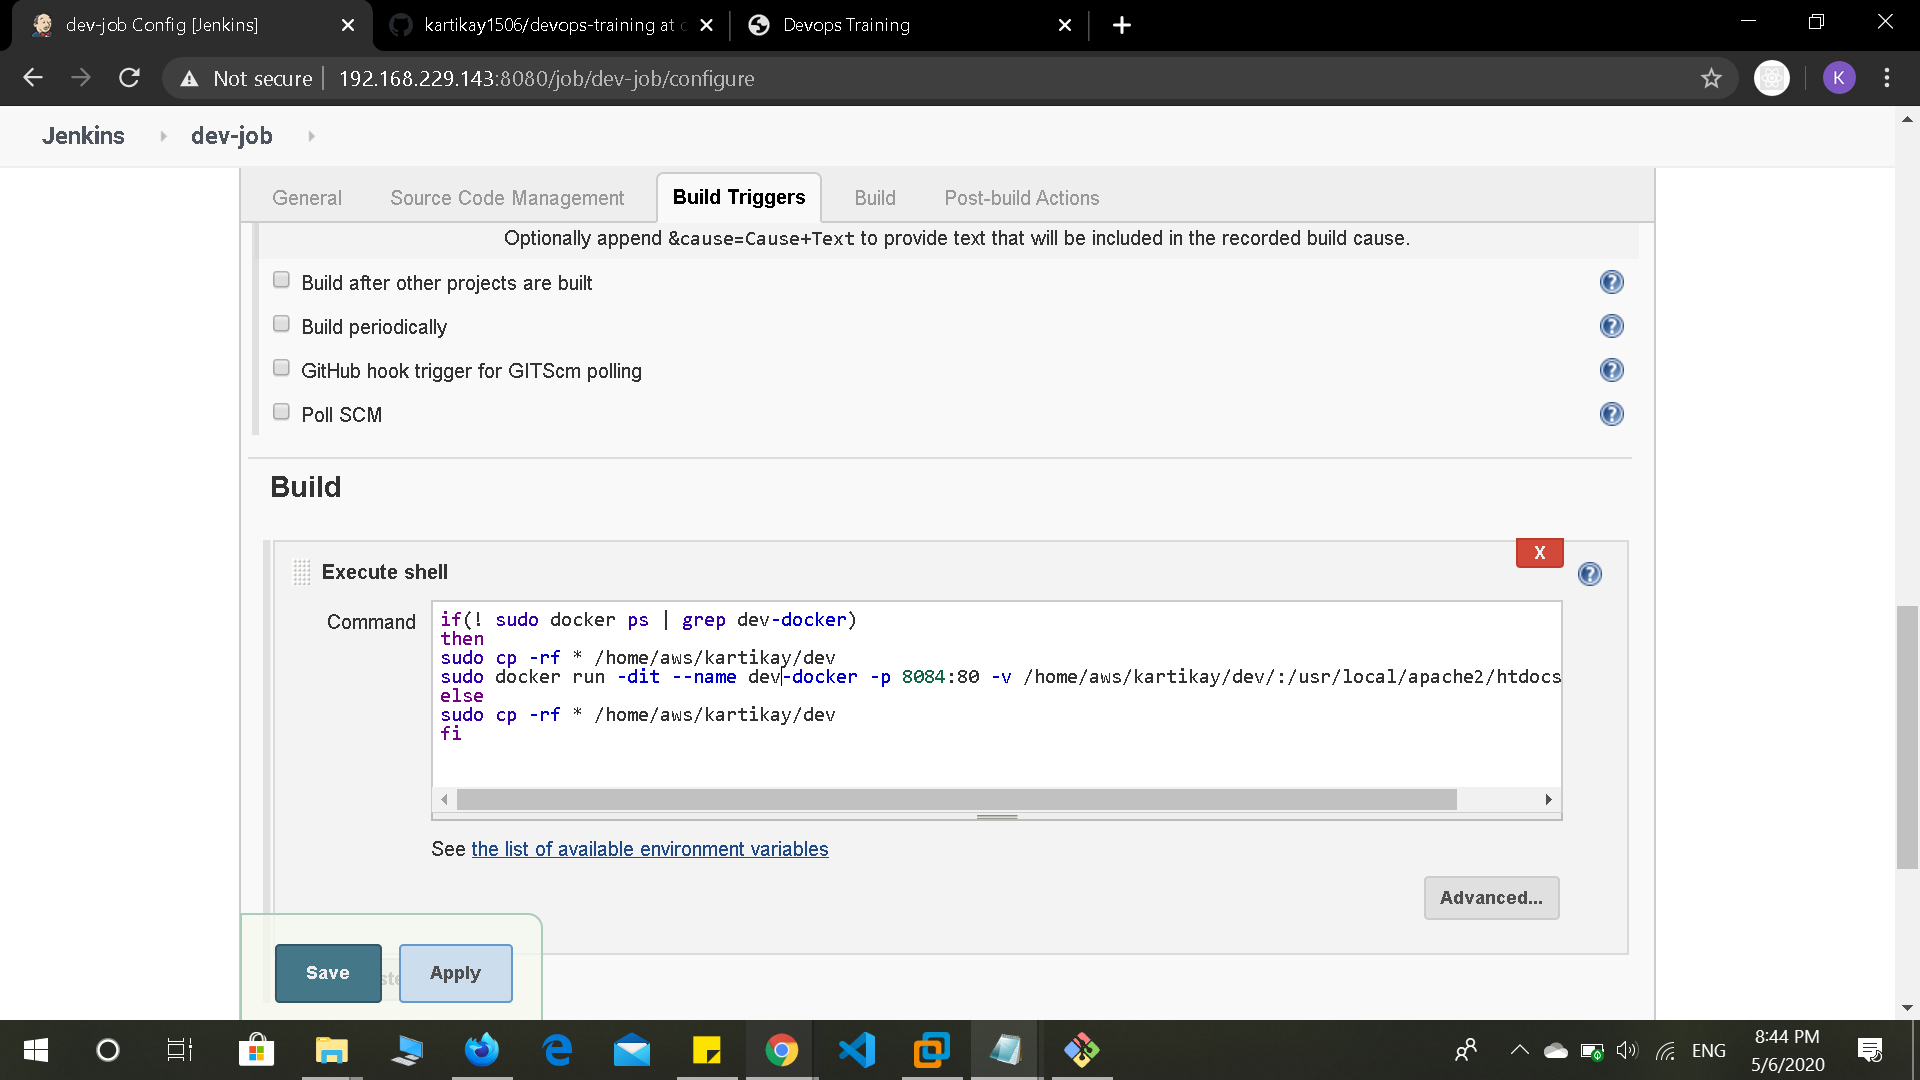 dev-job Config [Jenkins]
kartikay1506/devops-training at
Devops Training
Not secure
192.168.229.143:8080/job/dev-job/configure
K
Jenkins
dev-job
General
Source Code Management
Build Triggers
Build
Post-build Actions
Optionally append &cause=Cause+Text to provide text that will be included in the recorded build cause.
Build after other projects are built
?
Build periodically
?
GitHub hook trigger for GITScm polling
?
Poll SCM
?
Build
X
Execute shell
?
Command
if(! sudo docker ps | grep dev-docker)
then
sudo cp -rf * /home/aws/kartikay/dev
sudo docker run -dit --name dev-docker -p 8084:80 -v /home/aws/kartikay/dev/:/usr/local/apache2/htdocs
else
sudo cp -rf * /home/aws/kartikay/dev
fi
See the list of available environment variables
Advanced...
Save
Apply
8:44 PM
ENG
5/6/2020